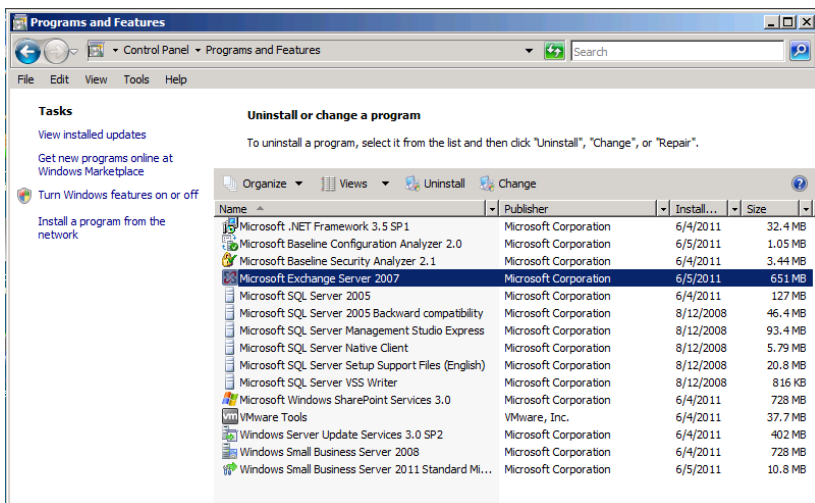 Programs and Features
Control Panel Programs and Features Search
File Edit View Tools Help
Tasks
View installed updates
Get new programs online at
Windows Marketplace
Turn Windows features on or off
Install a program from the
network
Uninstall or change a program
To uninstall a program, select it from the list and then click "Uninstall", "Change", or "Repair".
Organize Views Uninstall Change
Name Publisher Install... Size
Microsoft .NET Framework 3.5 SP1 Microsoft Corporation 6/4/2011 32.4 MB
Microsoft Baseline Configuration Analyzer 2.0 Microsoft Corporation 6/5/2011 1.05 MB
Microsoft Baseline Security Analyzer 2.1 Microsoft Corporation 6/4/2011 3.44 MB
Microsoft Exchange Server 2007 Microsoft Corporation 6/5/2011 651 MB
Microsoft SQL Server 2005 Microsoft Corporation 6/4/2011 127 MB
Microsoft SQL Server 2005 Backward compatibility Microsoft Corporation 8/12/2008 46.4 MB
Microsoft SQL Server Management Studio Express Microsoft Corporation 8/12/2008 93.4 MB
Microsoft SQL Server Native Client Microsoft Corporation 8/12/2008 5.79 MB
Microsoft SQL Server Setup Support Files (English) Microsoft Corporation 8/12/2008 20.8 MB
Microsoft SQL Server VSS Writer Microsoft Corporation 8/12/2008 816 KB
Microsoft Windows SharePoint Services 3.0 Microsoft Corporation 6/4/2011 728 MB
vm VMware Tools VMware, Inc. 6/4/2011 37.7 MB
Windows Server Update Services 3.0 SP2 Microsoft Corporation 6/4/2011 402 MB
Windows Small Business Server 2008 Microsoft Corporation 6/4/2011 728 MB
Windows Small Business Server 2011 Standard Mi... Microsoft Corporation 6/5/2011 10.8 MB